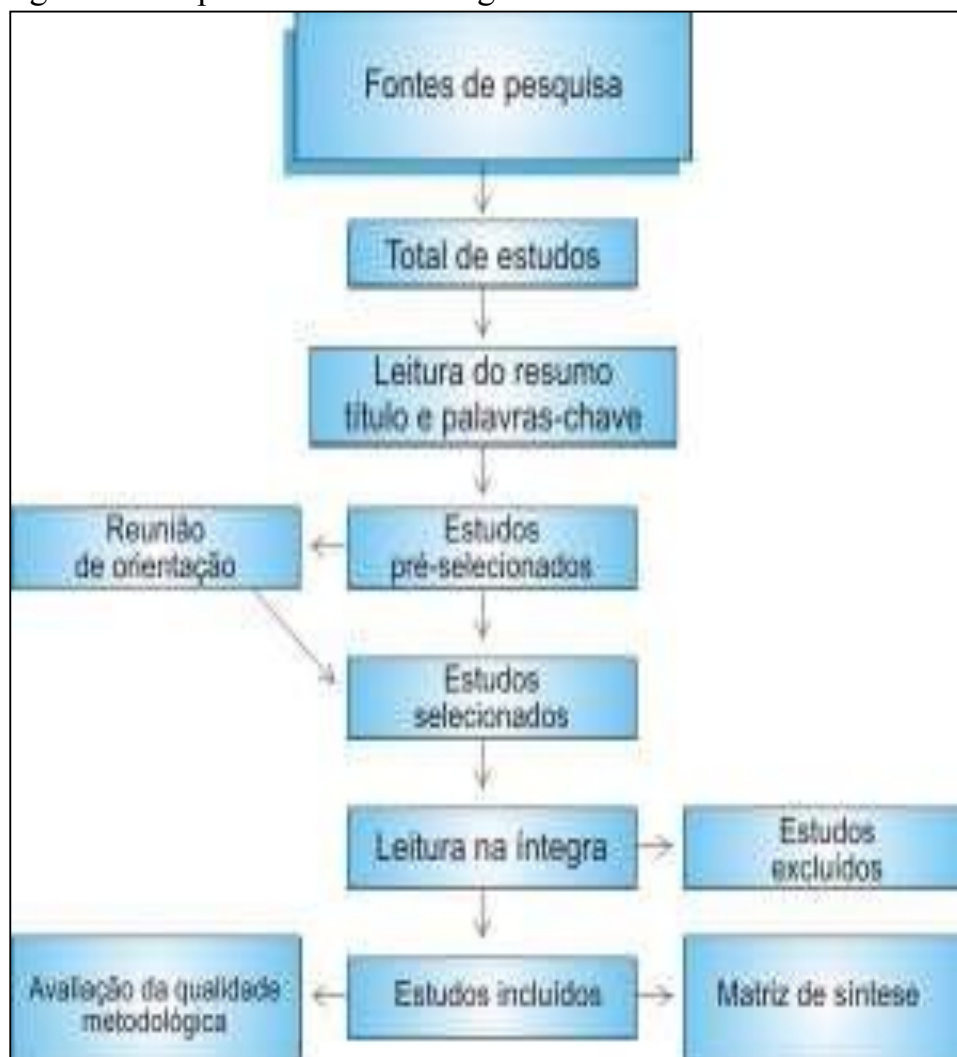 Fontes de pesquisa
Total de estudos
Leitura do resumo
título e palavras-chave
Reunião
de orientação
Estudos
pré-selecionados
Estudos
selecionados
Leitura na íntegra
Estudos
excluídos
Avaliação da qualidade
metodológica
Estudos incluídos
Matriz de síntese